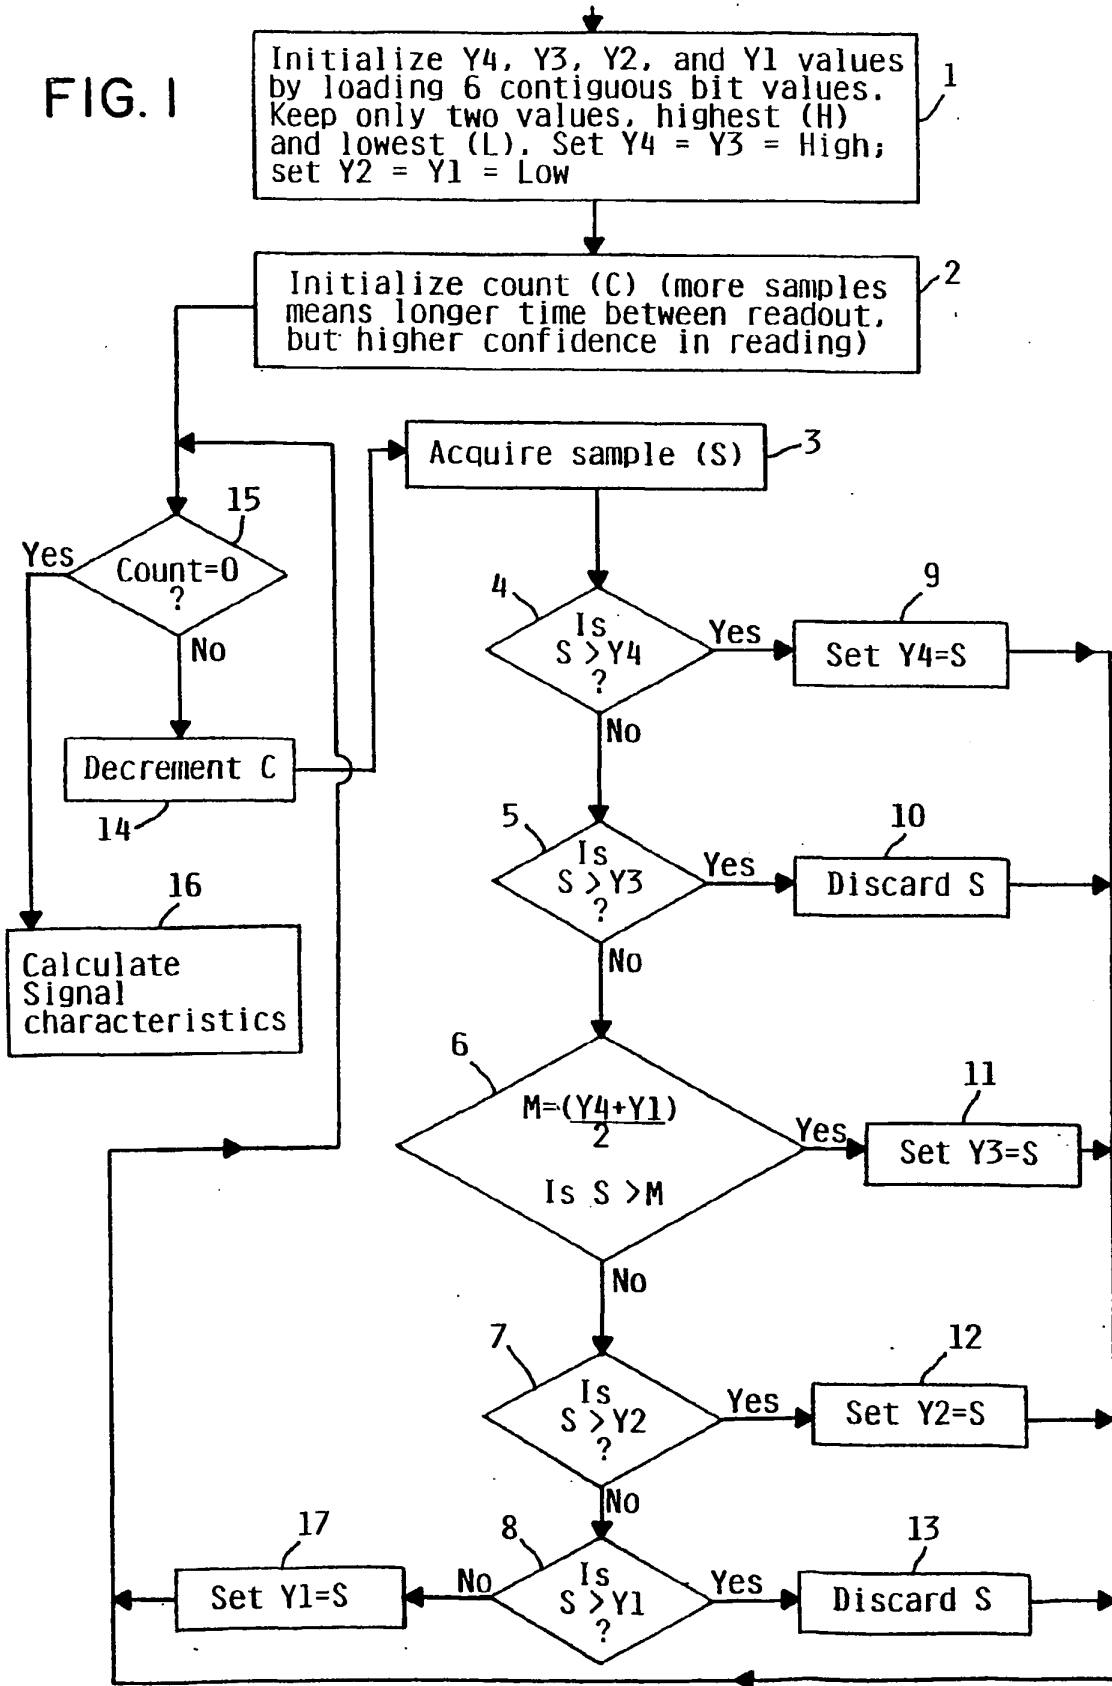 FIG. 1
Initialize Y4, Y3, Y2, and Y1 values
by loading 6 contiguous bit values.
Keep only two values, highest (H)
and lowest (L). Set Y4 = Y3 = High;
set Y2 = Y1 = Low
1
Initialize count (C) (more samples
means longer time between readout,
but higher confidence in reading)
2
Acquire sample (S)
3
15
Yes
Count=0
?
No
Decrement C
14
16
Calculate
Signal
characteristics
4
Is
S > Y4
?
Yes
9
Set Y4=S
No
5
Is
S > Y3
?
Yes
10
Discard S
No
6
M=(Y4+Y1)
2
Is S > M
Yes
11
Set Y3=S
No
7
Is
S > Y2
?
Yes
12
Set Y2=S
No
8
Is
S > Y1
?
Yes
13
Discard S
No
17
Set Y1=S